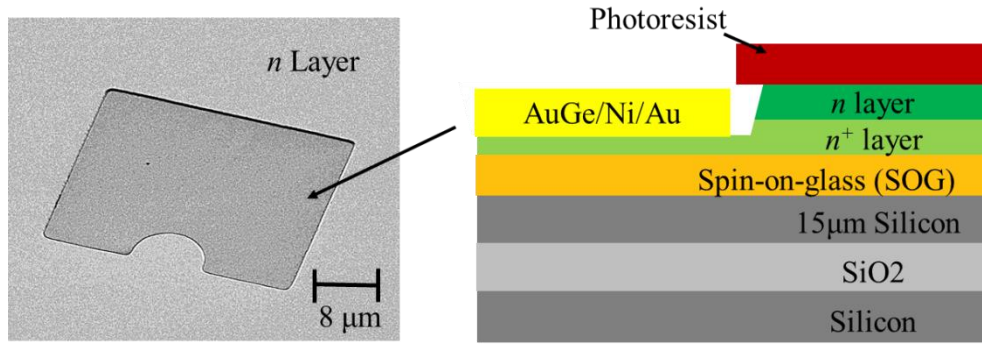 n Layer
8 μm
Photoresist
AuGe/Ni/Au
n layer
n+ layer
Spin-on-glass (SOG)
15μm Silicon
SiO2
Silicon